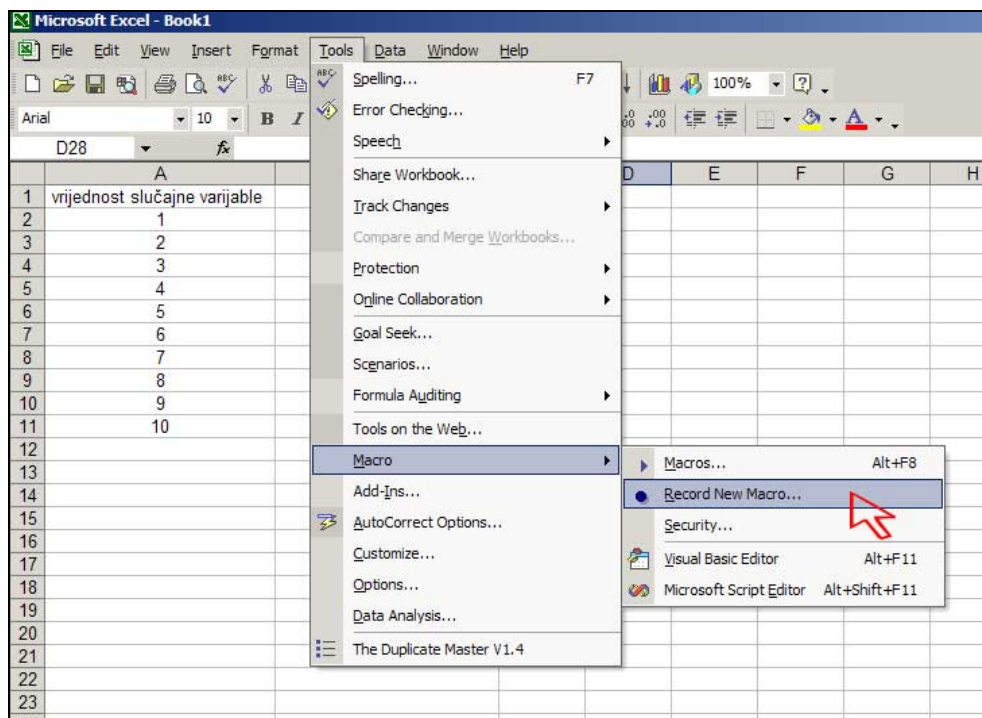 Microsoft Excel - Book1
File Edit View Insert Format Tools Data Window Help
100%
Arial 10 B I
D28 fx
A D E F G H
1 vrijednost slučajne varijable
2 1
3 2
4 3
5 4
6 5
7 6
8 7
9 8
10 9
11 10
12
13
14
15
16
17
18
19
20
21
22
23
Spelling... F7
Error Checking...
Speech
Share Workbook...
Track Changes
Compare and Merge Workbooks...
Protection
Online Collaboration
Goal Seek...
Scenarios...
Formula Auditing
Tools on the Web...
Macro
Add-Ins...
AutoCorrect Options...
Customize...
Options...
Data Analysis...
The Duplicate Master V1.4
Macros... Alt+F8
Record New Macro...
Security...
Visual Basic Editor Alt+F11
Microsoft Script Editor Alt+Shift+F11